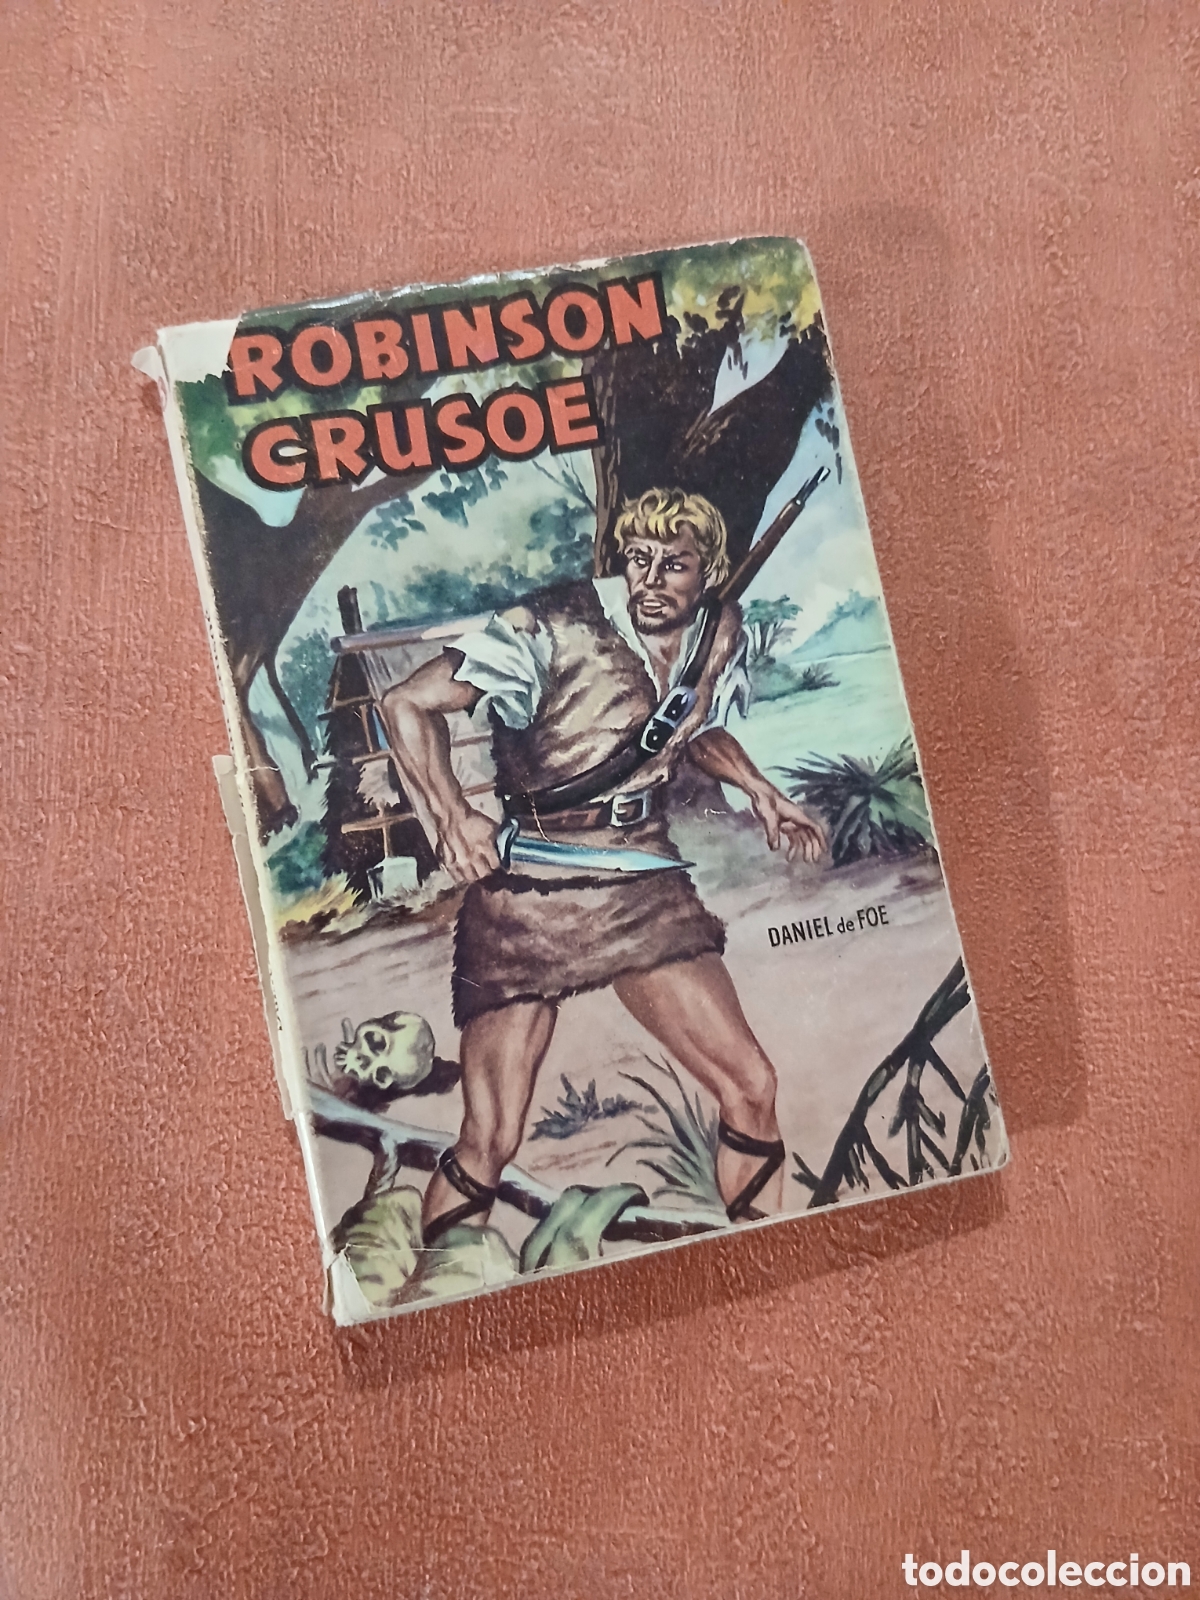 ROBINSON
CRUSOE
DANIEL de FOE
todocoleccion